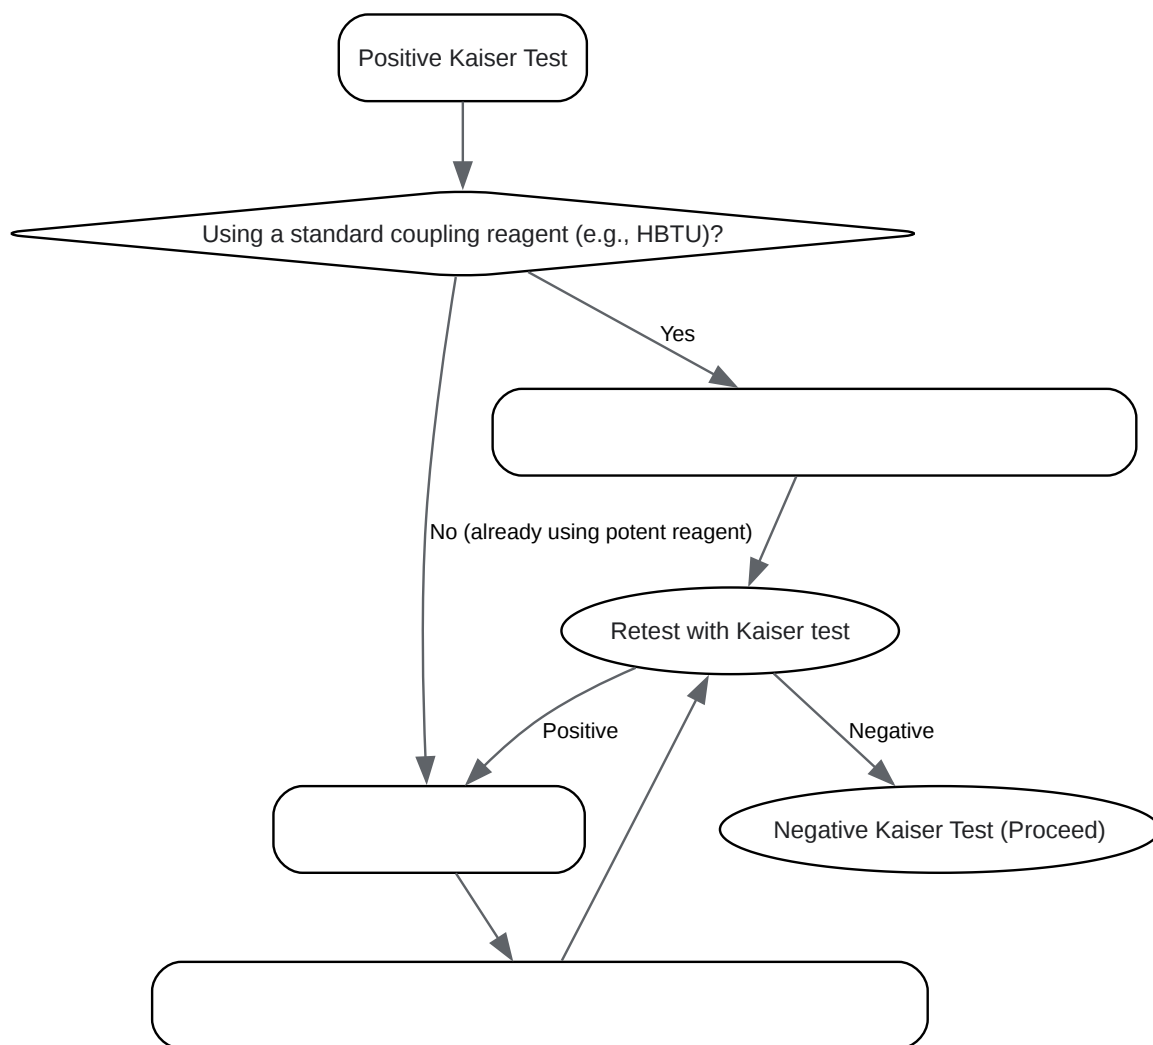 Positive Kaiser Test
Using a standard coupling reagent (e.g., HBTU)?
Yes
No (already using potent reagent)
Retest with Kaiser test
Positive
Negative
Negative Kaiser Test (Proceed)